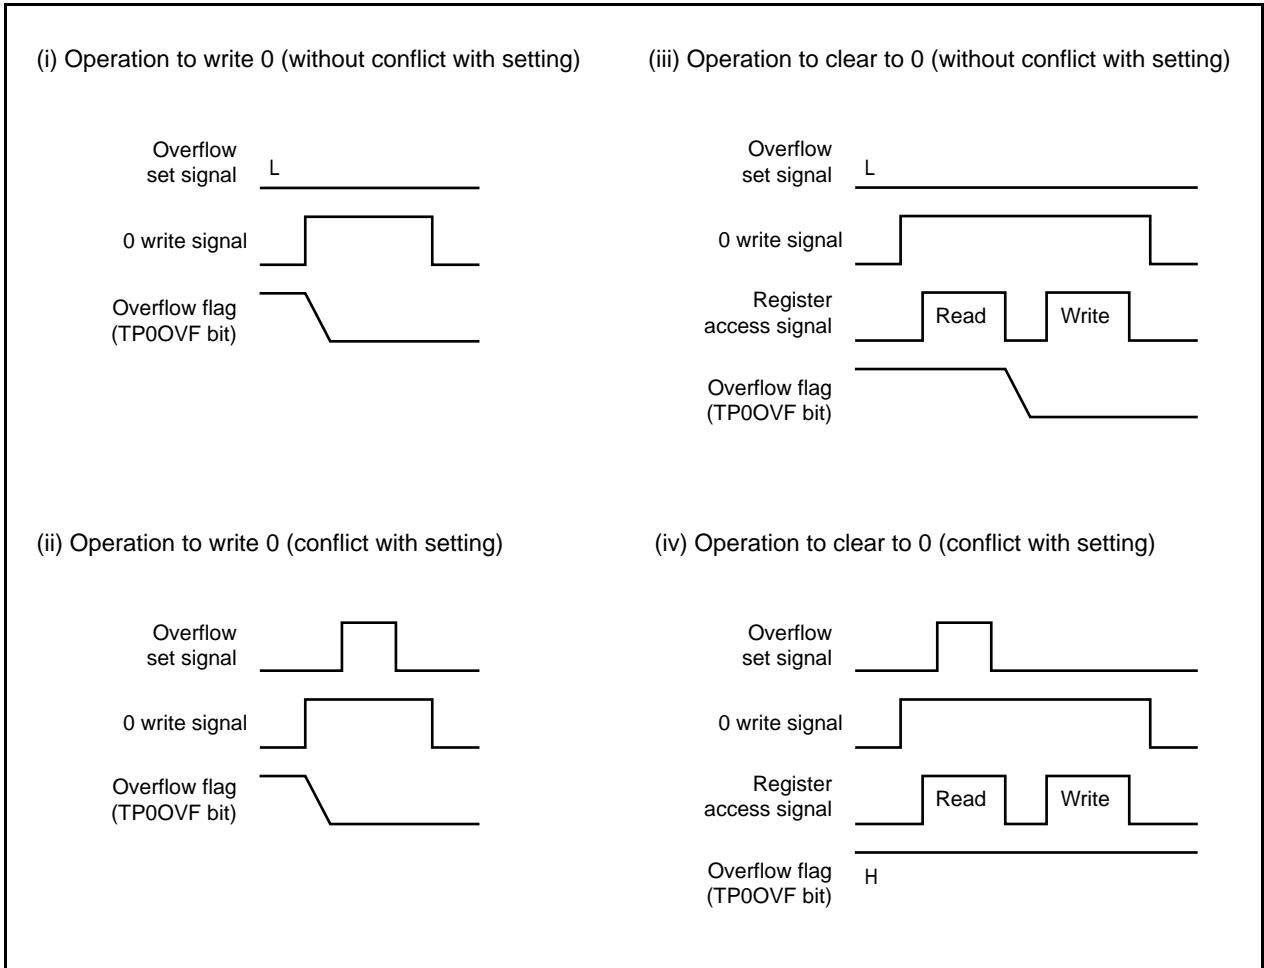 (i) Operation to write 0 (without conflict with setting)
Overflow
set signal
L
0 write signal
Overflow flag
(TP0OVF bit)
(iii) Operation to clear to 0 (without conflict with setting)
Overflow
set signal
L
0 write signal
Register
access signal
Read
Write
Overflow flag
(TP0OVF bit)
(ii) Operation to write 0 (conflict with setting)
Overflow
set signal
0 write signal
Overflow flag
(TP0OVF bit)
(iv) Operation to clear to 0 (conflict with setting)
Overflow
set signal
0 write signal
Register
access signal
Read
Write
Overflow flag
(TP0OVF bit)
H